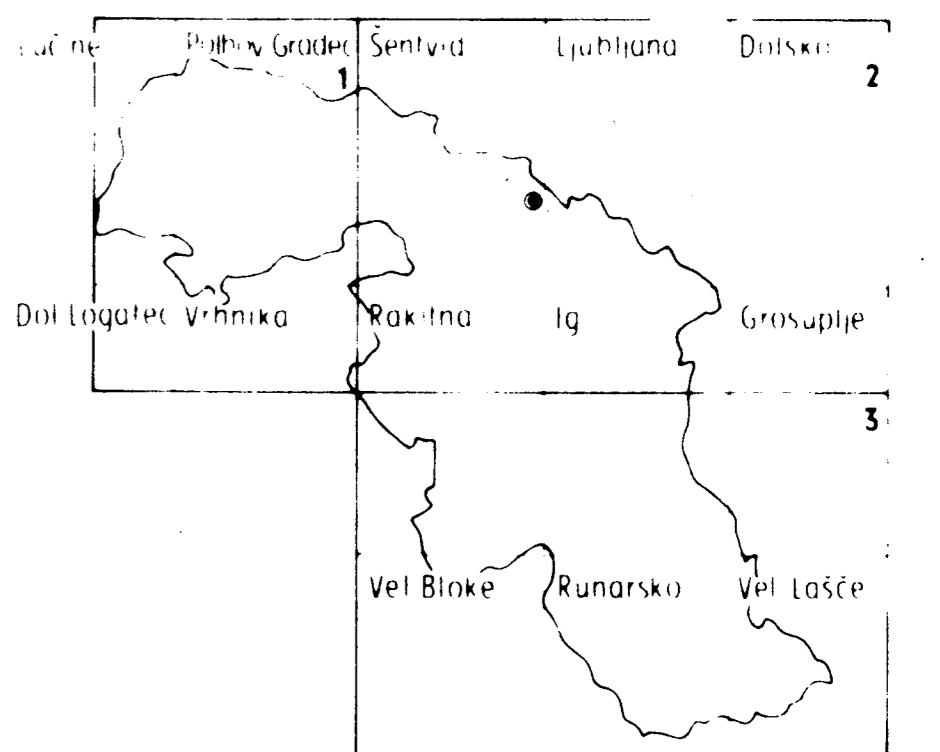 Polhov Gradec Šentvid Ljubljana Dolsko
1 2
Dol Logatec Vrhnika Rakitna Ig Grosuplje
3
Vel Bloke Runarsko Vel Lašče